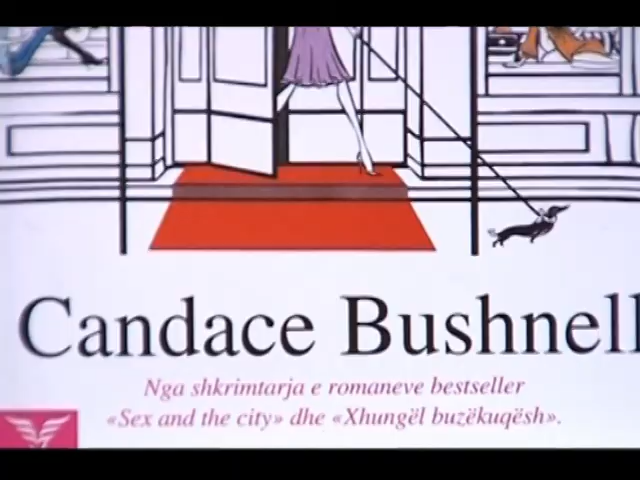 Candace Bushnell
Nga shkrimtarja e romaneve bestseller
«Sex and the city» dhe «Xhungël buzëkuqësh».